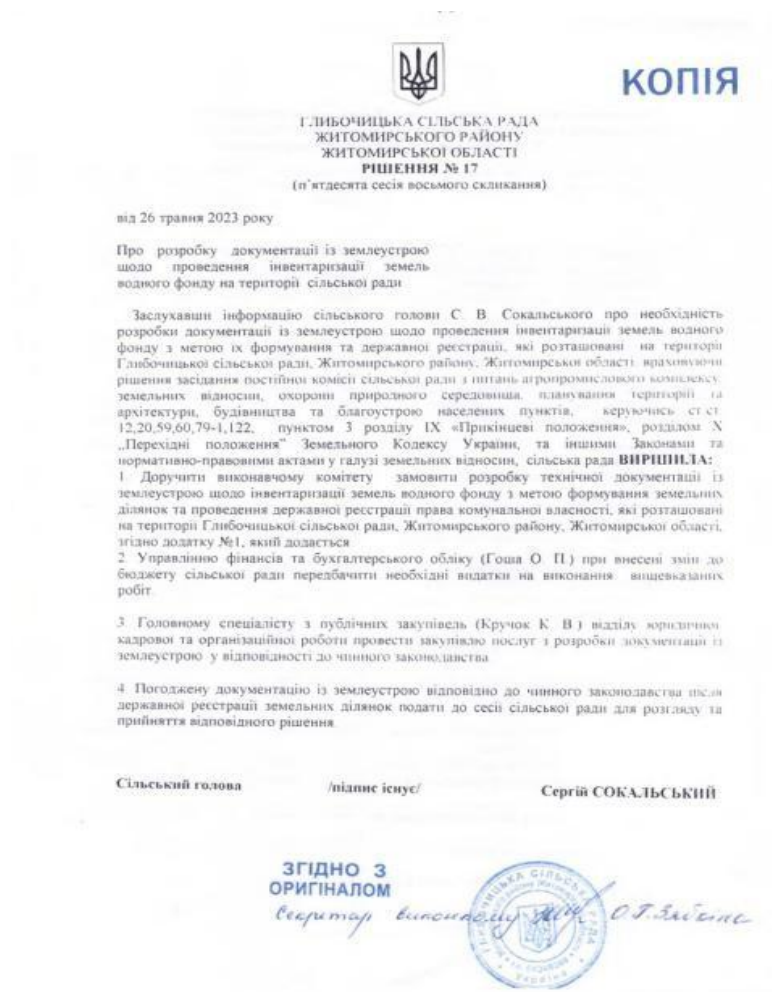 КОПІЯ
ГЛИБОЧИЦЬКА СІЛЬСЬКА РАДА
ЖИТОМИРСЬКОГО РАЙОНУ
ЖИТОМИРСЬКОЇ ОБЛАСТІ
РІШЕННЯ № 17
(п'ятдесята сесія восьмого скликання)
від 26 травня 2023 року
Про розробку документації із землеустрою
щодо проведення інвентаризації земель
водного фонду на території сільської ради
Заслухавши інформацію сільського голови С. В. Сокальського про необхідність
розробки документації із землеустрою щодо проведення інвентаризації земель водного
фонду з метою їх формування та державної реєстрації, які розташовані на території
Глибочицької сільської ради, Житомирського району, Житомирської області, враховуючи
рішення засідання постійної комісії сільської ради з питань агропромислового комплексу,
земельних відносин, охорони природного середовища, планування території та
архітектури, будівництва та благоустрою населених пунктів, керуючись ст.ст.
12,20,59,60,79-1,122, пунктом 3 розділу IX «Прикінцеві положення», розділом X
„Перехідні положення" Земельного Кодексу України, та іншими Законами та
нормативно-правовими актами у галузі земельних відносин, сільська рада ВИРІШИЛА:
1. Доручити виконавчому комітету замовити розробку технічної документації із
землеустрою щодо інвентаризації земель водного фонду з метою формування земельних
ділянок та проведення державної реєстрації права комунальної власності, які розташовані
на території Глибочицької сільської ради, Житомирського району, Житомирської області,
згідно додатку №1, який додається.
2. Управлінню фінансів та бухгалтерського обліку (Гоша О. П.) при внесені змін до
бюджету сільської ради передбачити необхідні видатки на виконання вищевказаних
робіт.
3. Головному спеціалісту з публічних закупівель (Кручок К. В.) відділу юридичної,
кадрової та організаційної роботи провести закупівлю послуг з розробки документації із
землеустрою у відповідності до чинного законодавства.
4. Погоджену документацію із землеустрою відповідно до чинного законодавства після
державної реєстрації земельних ділянок подати до сесії сільської ради для розгляду та
прийняття відповідного рішення.
Сільський голова /підпис існує/ Сергій СОКАЛЬСЬКИЙ
ЗГІДНО З
ОРИГІНАЛОМ
Секретар виконкому